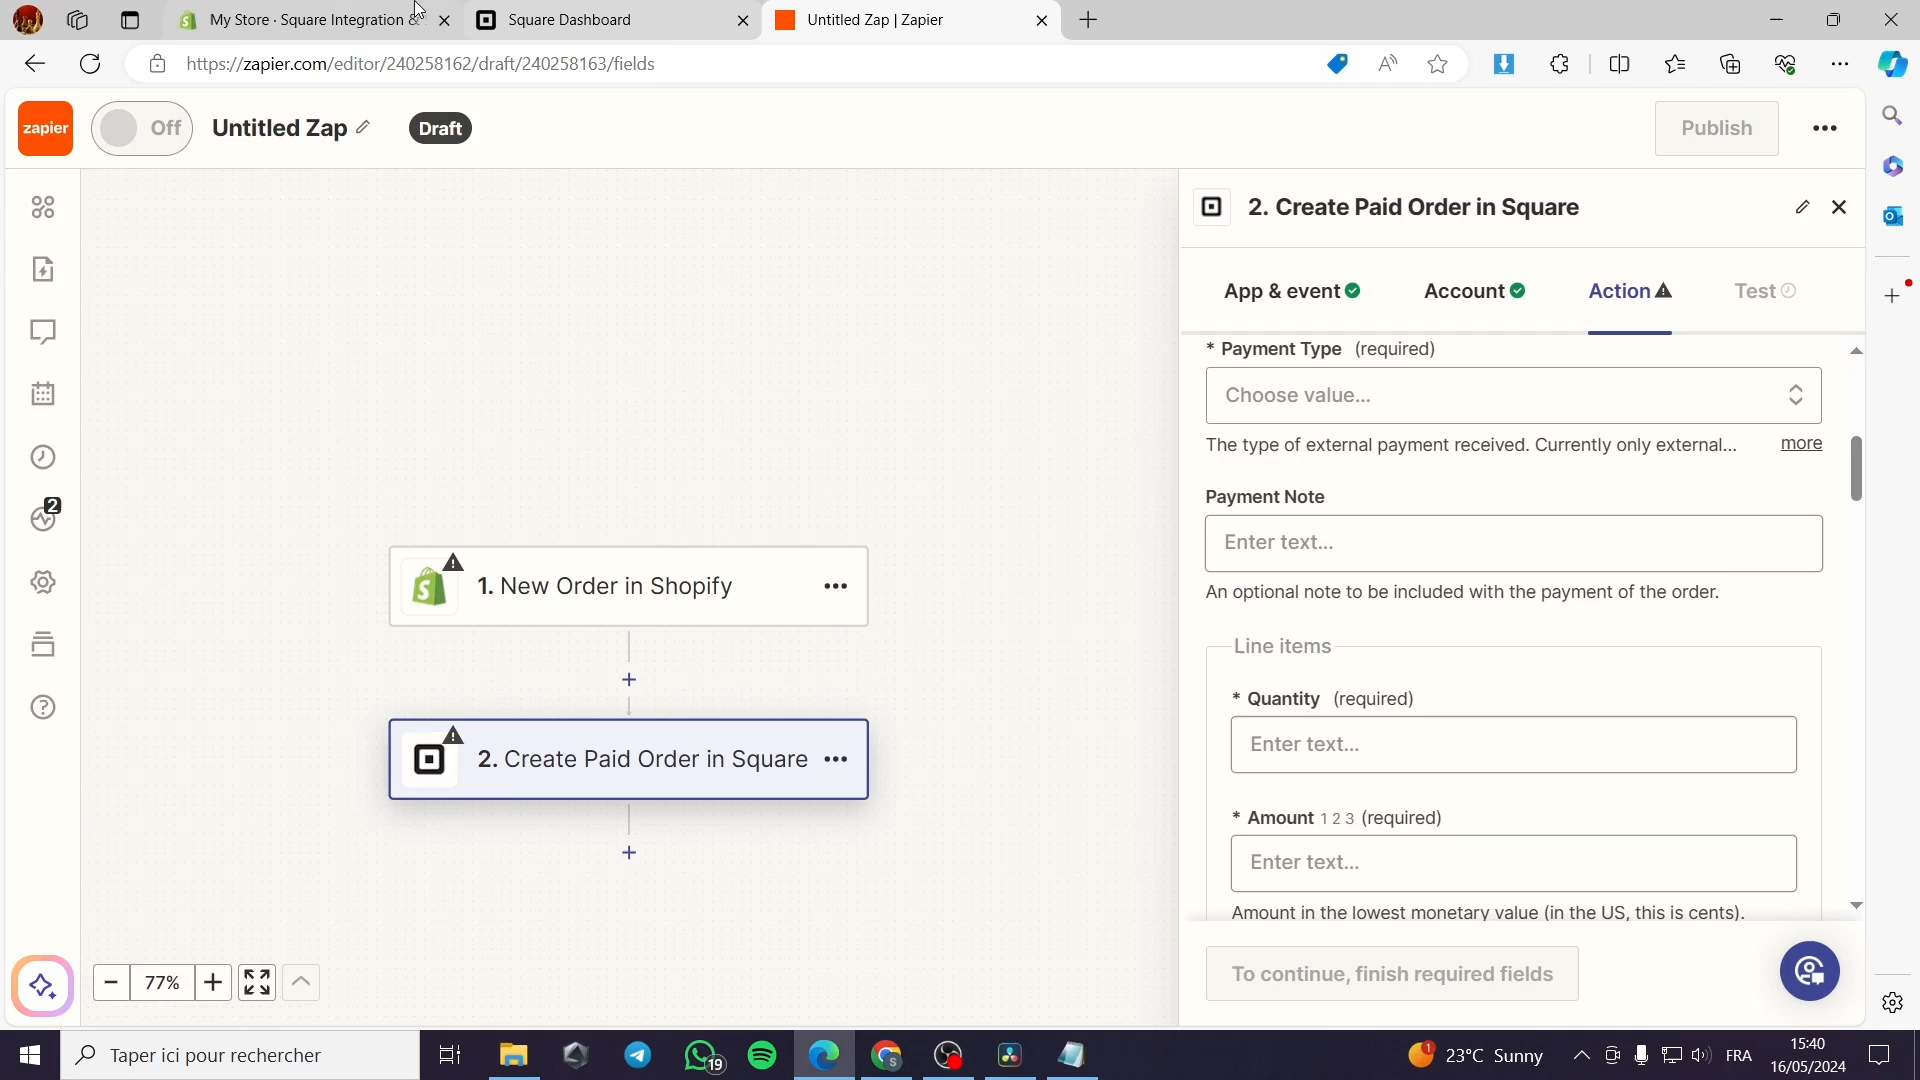 My Store · Square Integration &
Square Dashboard
Untitled Zap | Zapier
https://zapier.com/editor/240258162/draft/240258163/fields
zapier
Off
Untitled Zap
Draft
Publish
2. Create Paid Order in Square
App & event
Account
Action
Test
* Payment Type (required)
Choose value...
The type of external payment received. Currently only external...
more
Payment Note
Enter text...
An optional note to be included with the payment of the order.
Line items
* Quantity (required)
Enter text...
* Amount 1 2 3 (required)
Enter text...
Amount in the lowest monetary value (in the US, this is cents).
To continue, finish required fields
2
1. New Order in Shopify
2. Create Paid Order in Square
77%
Taper ici pour rechercher
19
1
23°C Sunny
FRA
15:40
16/05/2024